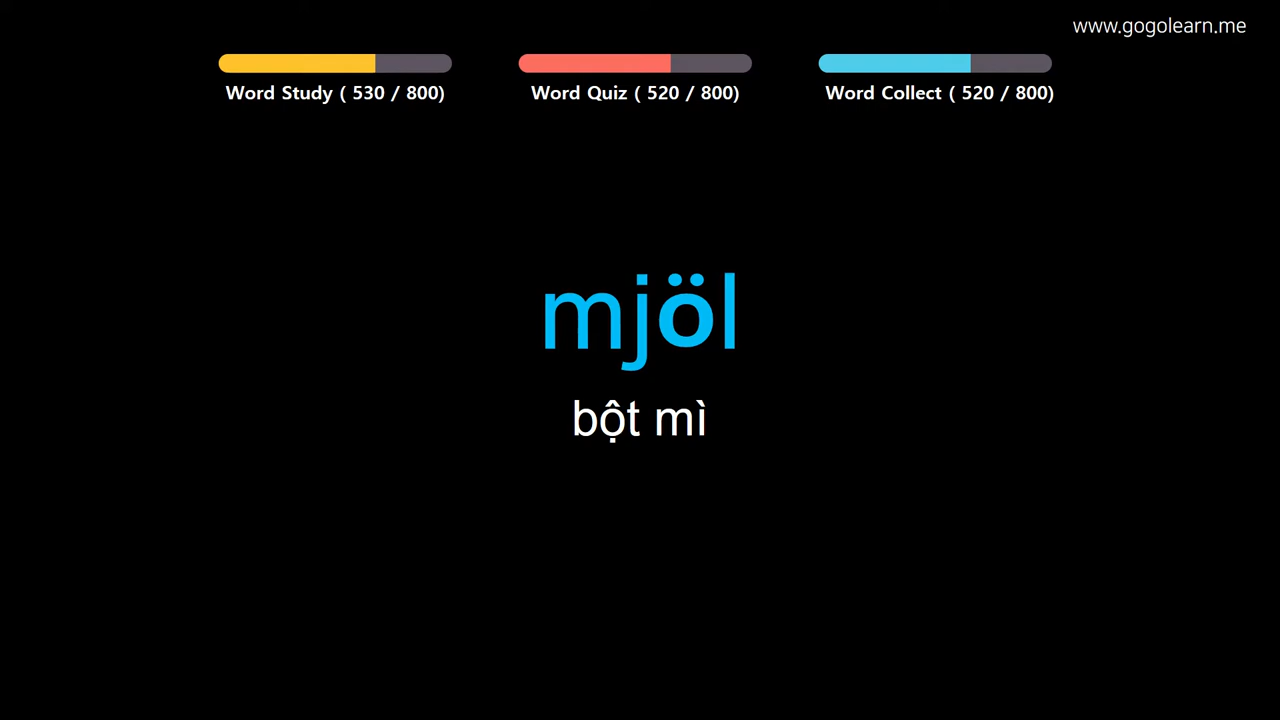 www.gogolearn.me
Word Study ( 530 / 800)
Word Quiz ( 520 / 800)
Word Collect ( 520 / 800)
mjöl
bột mì